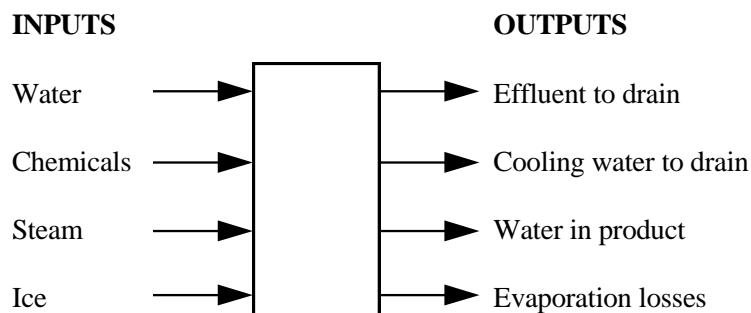 INPUTS OUTPUTS
Water Effluent to drain
Chemicals Cooling water to drain
Steam Water in product
Ice Evaporation losses